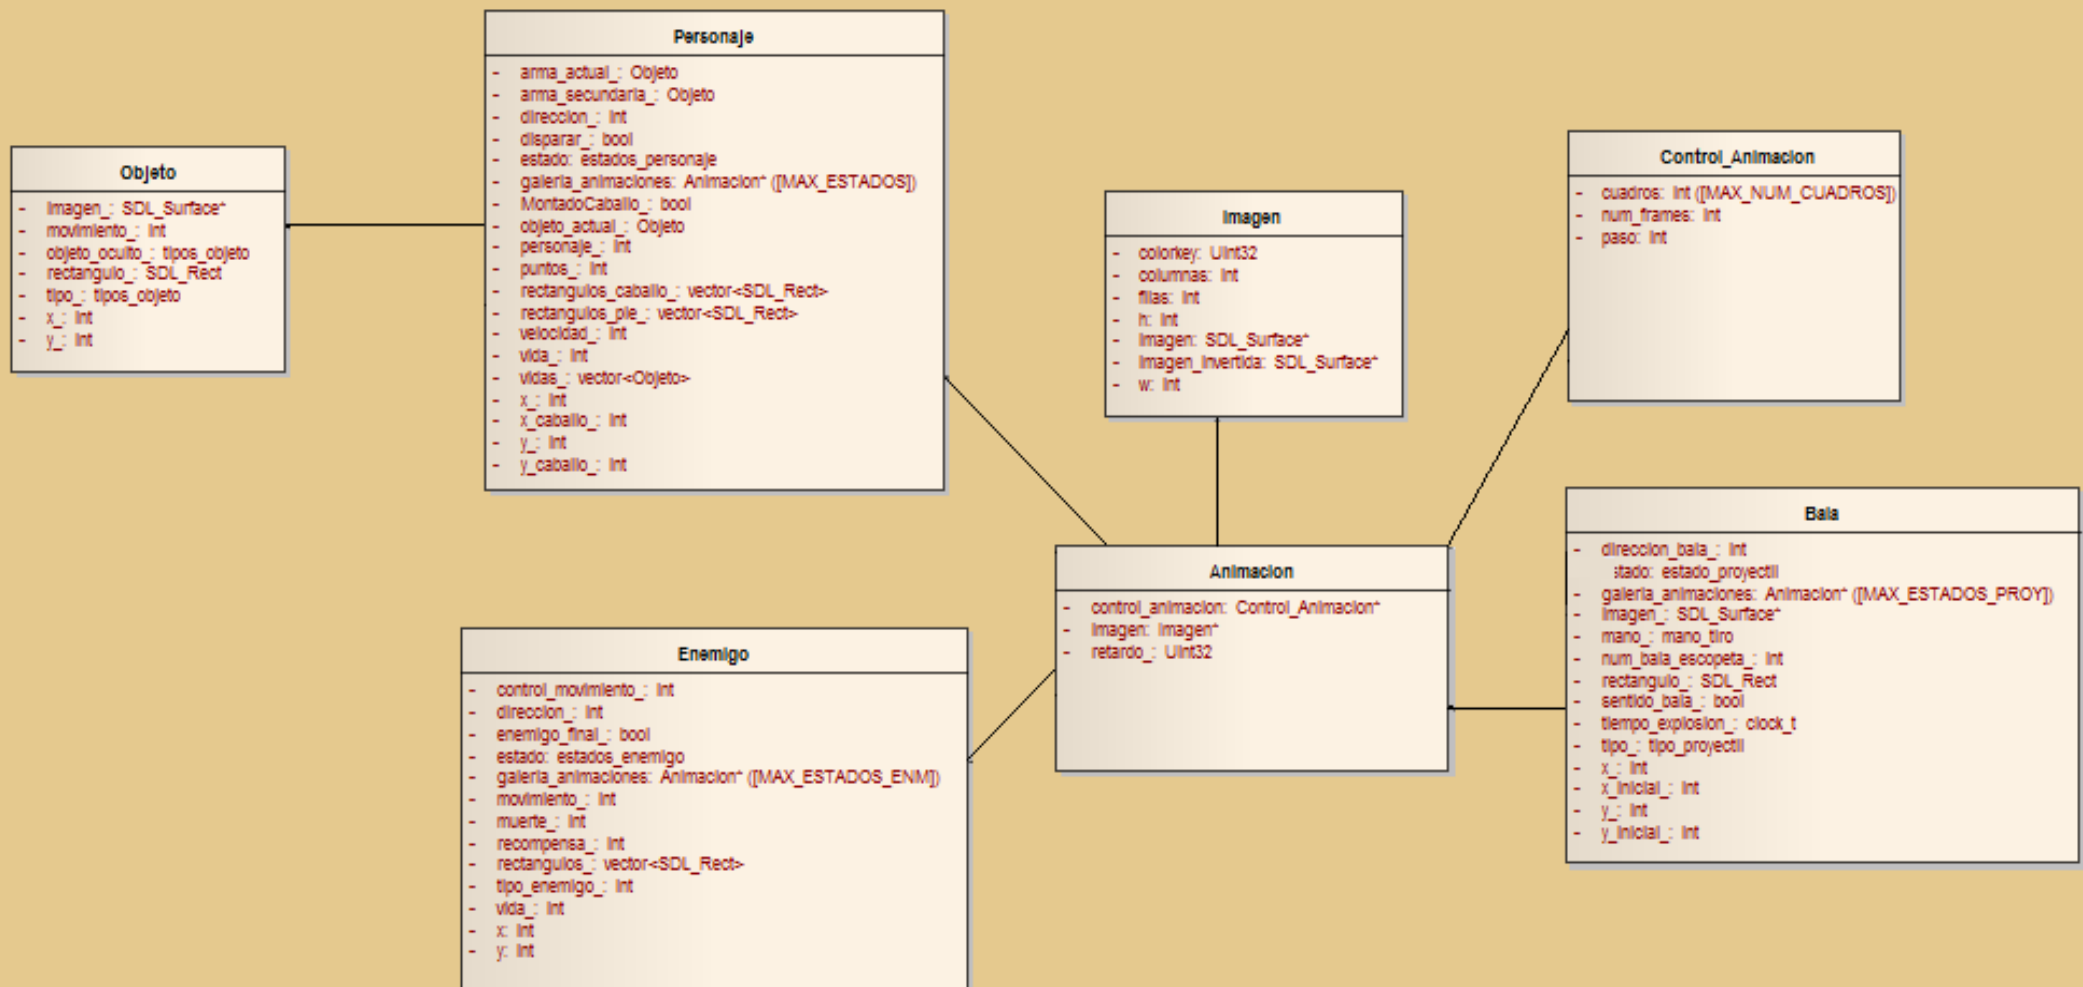 Personaje
- arma_actual_: Objeto
- arma_secundaria_: Objeto
- direccion_: int
- disparar_: bool
- estado: estados_personaje
- galeria_animaciones: Animacion* ([MAX_ESTADOS])
- MontadoCaballo_: bool
- objeto_actual_: Objeto
- personaje_: int
- puntos_: int
- rectangulos_caballo_: vector<SDL_Rect>
- rectangulos_pie_: vector<SDL_Rect>
- velocidad_: int
- vida_: int
- vidas_: vector<Objeto>
- x_: int
- x_caballo_: int
- y_: int
- y_caballo_: int
Objeto
- imagen_: SDL_Surface*
- movimiento_: int
- objeto_oculto_: tipos_objeto
- rectangulo_: SDL_Rect
- tipo_: tipos_objeto
- x_: int
- y_: int
Imagen
- colorkey: Uint32
- columnas: int
- filas: int
- h: int
- imagen: SDL_Surface*
- imagen_invertida: SDL_Surface*
- w: int
Control_Animacion
- cuadros: int ([MAX_NUM_CUADROS])
- num_frames: int
- paso: int
Animacion
- control_animacion: Control_Animacion*
- imagen: Imagen*
- retardo_: Uint32
Bala
- direccion_bala_: int
stado: estado_proyectil
- galeria_animaciones: Animacion* ([MAX_ESTADOS_PROY])
- imagen_: SDL_Surface*
- mano_: mano_tiro
- num_bala_escopeta_: int
- rectangulo_: SDL_Rect
- sentido_bala_: bool
- tiempo_explosion_: clock_t
- tipo_: tipo_proyectil
- x_: int
- x_inicial_: int
- y_: int
- y_inicial_: int
Enemigo
- control_movimiento_: int
- direccion_: int
- enemigo_final_: bool
- estado: estados_enemigo
- galeria_animaciones: Animacion* ([MAX_ESTADOS_ENM])
- movimiento_: int
- muerte_: int
- recompensa_: int
- rectangulos_: vector<SDL_Rect>
- tipo_enemigo_: int
- vida_: int
- x: int
- y: int